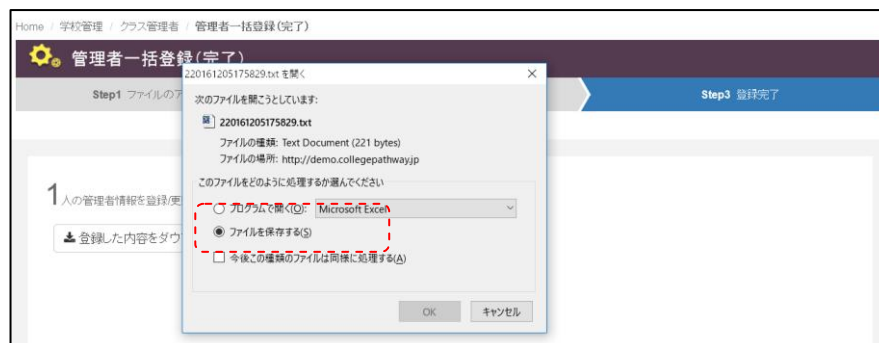 Home / 学校管理 / クラス管理者 / 管理者一括登録(完了)
管理者一括登録(完了)
220161205175829.txt を開く
Step1 ファイルのア
Step3 登録完了
次のファイルを開こうとしています:
220161205175829.txt
ファイルの種類: Text Document (221 bytes)
ファイルの場所: http://demo.collegepathway.jp
このファイルをどのように処理するか選んでください
1人の管理者情報を登録/更
プログラムで開く(O): Microsoft Excel
ファイルを保存する(S)
登録した内容をダウ
今後この種類のファイルは同様に処理する(A)
OK キャンセル